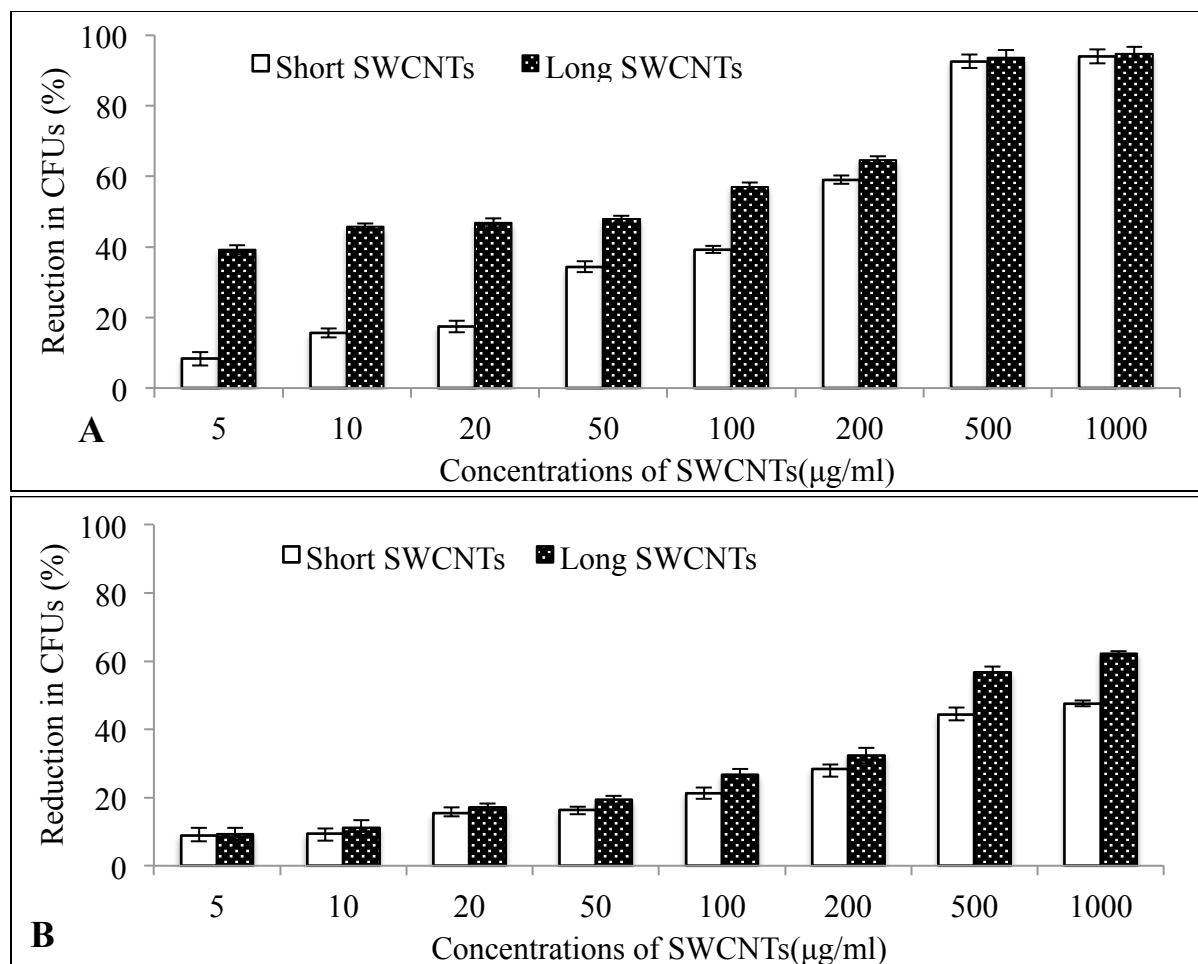 100
80
60
40
20
0
Reuction in CFUs (%)
Short SWCNTs
Long SWCNTs
5 10 20 50 100 200 500 1000
A
Concentrations of SWCNTs(μg/ml)
100
80
60
40
20
0
Reduction in CFUs (%)
Short SWCNTs
Long SWCNTs
5 10 20 50 100 200 500 1000
B
Concentrations of SWCNTs(μg/ml)